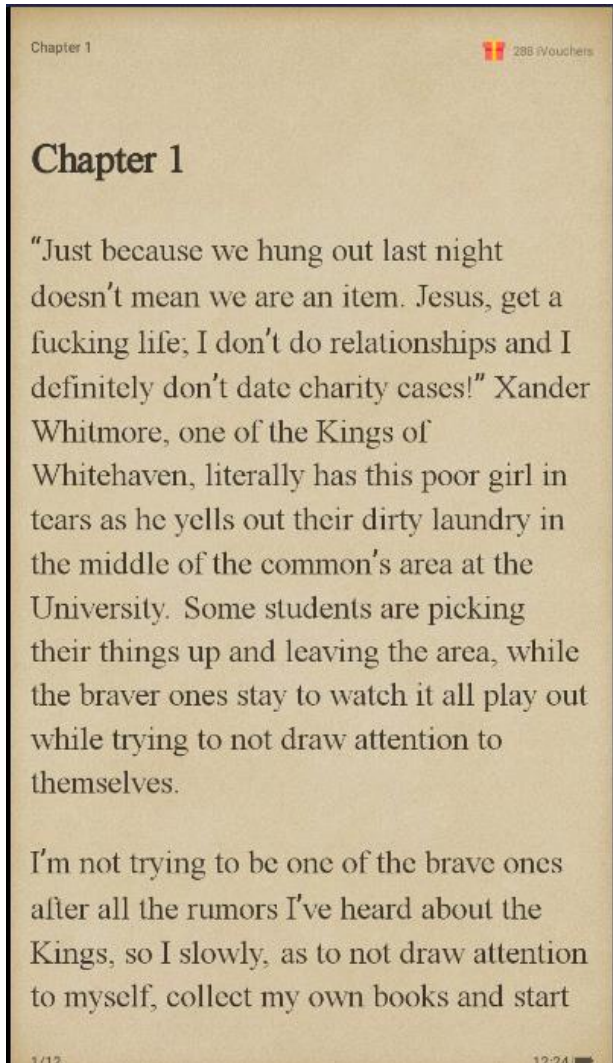 Chapter 1
288 iVouchers
Chapter 1
“Just because we hung out last night
doesn’t mean we are an item. Jesus, get a
fucking life; I don’t do relationships and I
definitely don’t date charity cases!” Xander
Whitmore, one of the Kings of
Whitehaven, literally has this poor girl in
tears as he yells out their dirty laundry in
the middle of the common’s area at the
University. Some students are picking
their things up and leaving the area, while
the braver ones stay to watch it all play out
while trying to not draw attention to
themselves.
I’m not trying to be one of the brave ones
after all the rumors I’ve heard about the
Kings, so I slowly, as to not draw attention
to myself, collect my own books and start
1/12
12:24